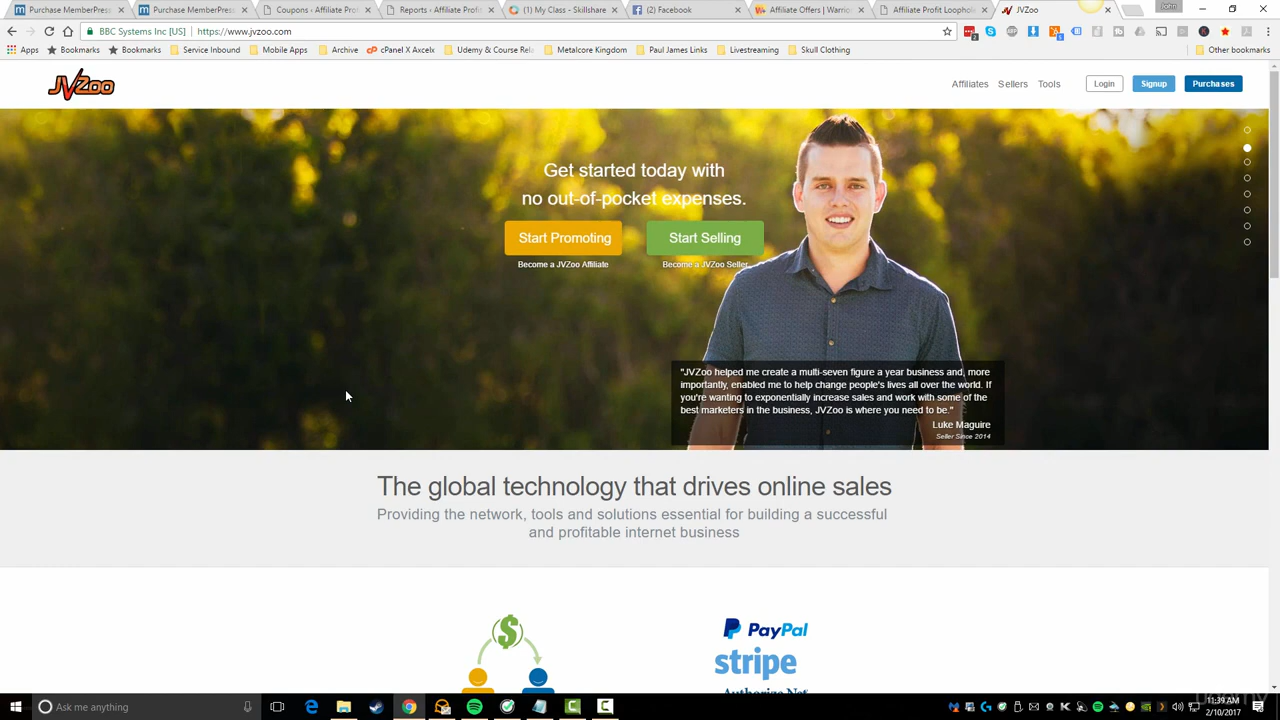 Purchase MemberPress
Purchase MemberPress
Coupons - Affiliate Pro
Reports - Affiliate Profi
(1) My Class - Skillshare
(2) Facebook
Affiliate Offers | Warrio
Affiliate Profit Loophole
JVZoo
John
BBC Systems Inc [US]
https://www.jvzoo.com
Apps
Bookmarks
Bookmarks
Service Inbound
Mobile Apps
Archive
cPanel X Axcelx
Udemy & Course Rele
Metalcore Kingdom
Paul James Links
Livestreaming
Skull Clothing
Other bookmarks
JVZoo
Affiliates
Sellers
Tools
Login
Signup
Purchases
Get started today with
no out-of-pocket expenses.
Start Promoting
Start Selling
Become a JVZoo Affiliate
Become a JVZoo Seller
"JVZoo helped me create a multi-seven figure a year business and, more
importantly, enabled me to help change people's lives all over the world. If
you're wanting to exponentially increase sales and work with some of the
best marketers in the business, JVZoo is where you need to be."
Luke Maguire
Seller Since 2014
The global technology that drives online sales
Providing the network, tools and solutions essential for building a successful
and profitable internet business
$
PayPal
stripe
Authorize.Net
Ask me anything
11:39 AM
2/10/2017